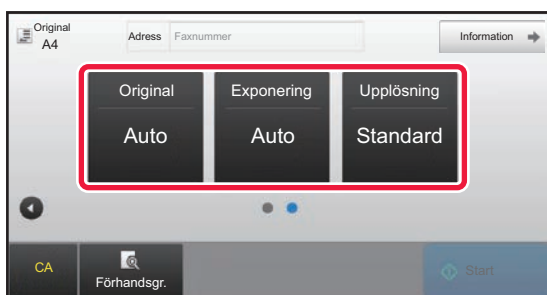 Original
A4
Adress Faxnummer
Information
Original Exponering Upplösning
Auto Auto Standard
CA
Förhandsgr.
Start